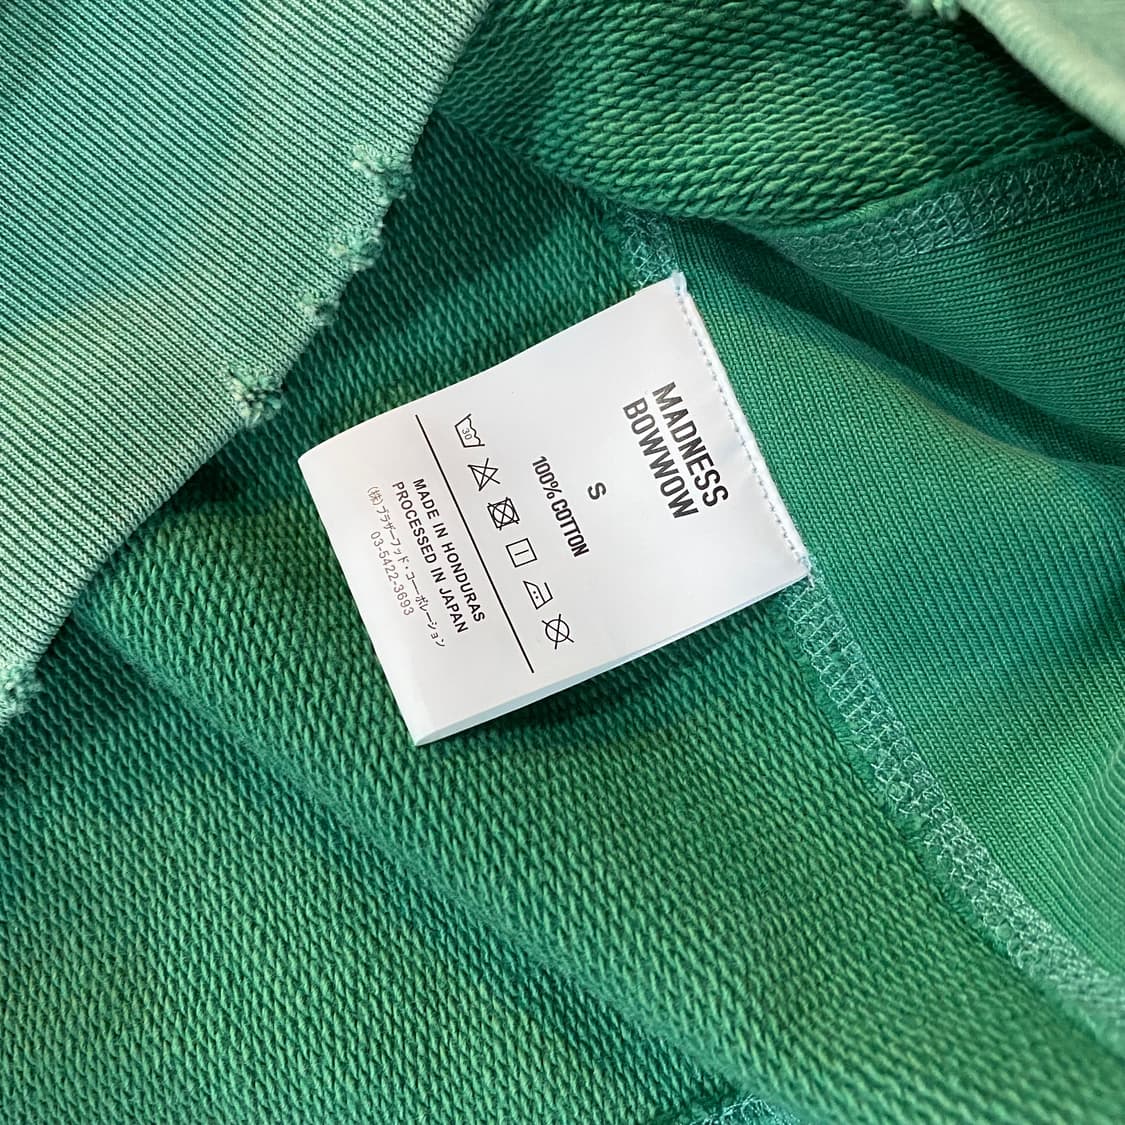 MADNESS
BOWWOW
S
100% COTTON
30
MADE IN HONDURAS
PROCESSED IN JAPAN
(株)ブラザーフッド・コーポレーション
03-5422-3693